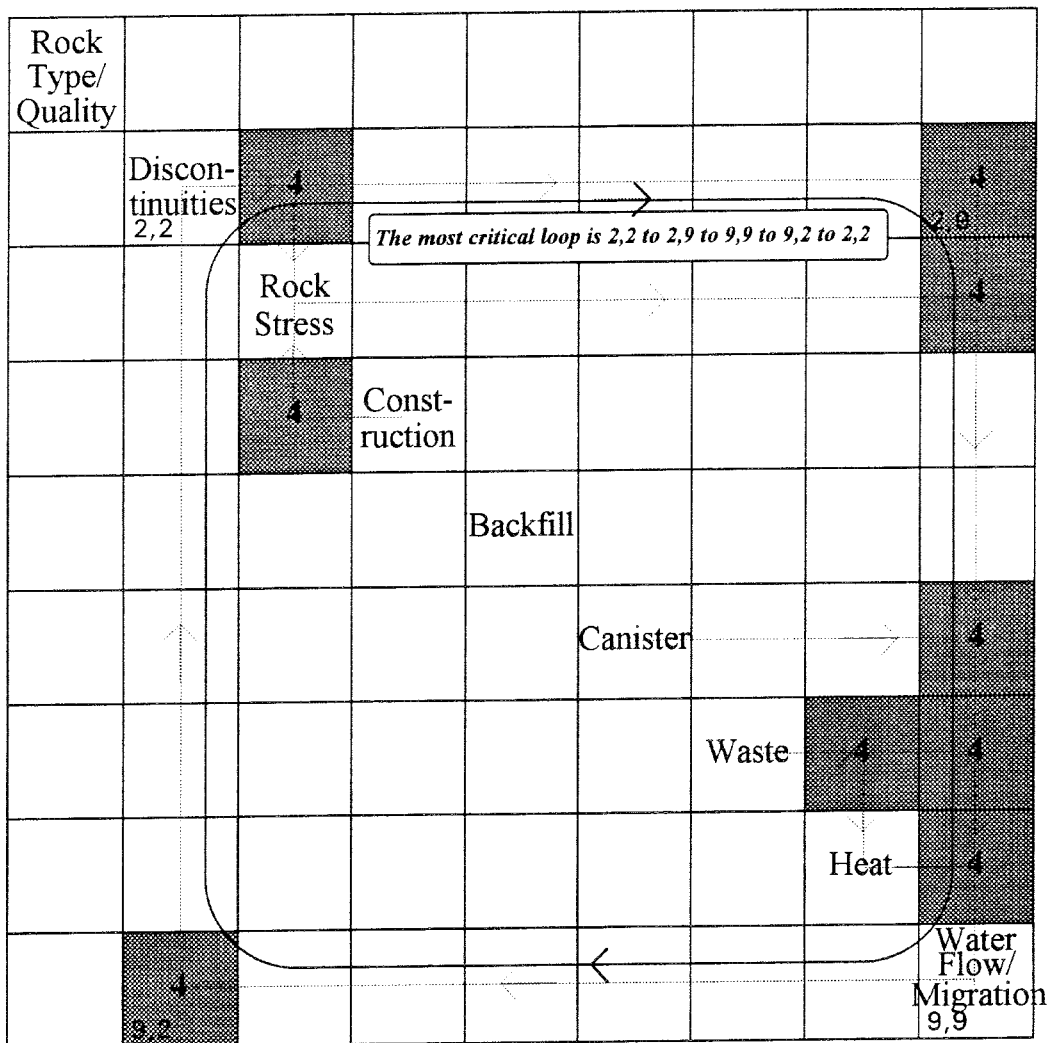 Rock
Type/
Quality
Discon-
tinuities
2,2
4
4
2,9
The most critical loop is 2,2 to 2,9 to 9,9 to 9,2 to 2,2
Rock
Stress
4
4
Const-
ruction
Backfill
Canister
4
Waste
4
4
Heat
4
4
9,2
Water
Flow/
Migration
9,9